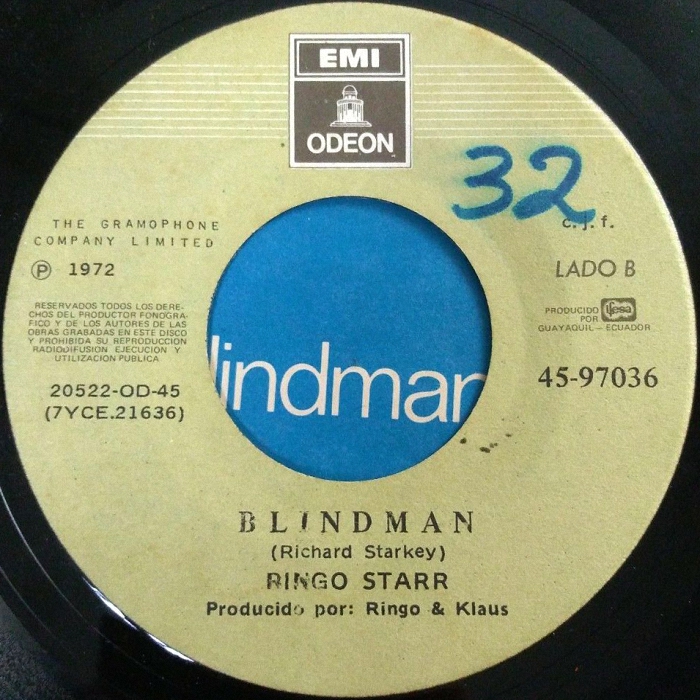 EMI
ODEON
32
THE GRAMOPHONE
COMPANY LIMITED
Ⓟ 1972
RESERVADOS TODOS LOS DERE-
CHOS DEL PRODUCTOR FONOGRA-
FICO Y DE LOS AUTORES DE LAS
OBRAS GRABADAS EN ESTE DISCO
Y PROHIBIDA SU REPRODUCCION
RADIODIFUSION EJECUCION Y
UTILIZACION PUBLICA
20522-OD-45
(7YCE.21636)
c. j. f.
LADO B
PRODUCIDO
POR ifesa
GUAYAQUIL - ECUADOR
45-97036
lindman
BLINDMAN
(Richard Starkey)
RINGO STARR
Producido por: Ringo & Klaus